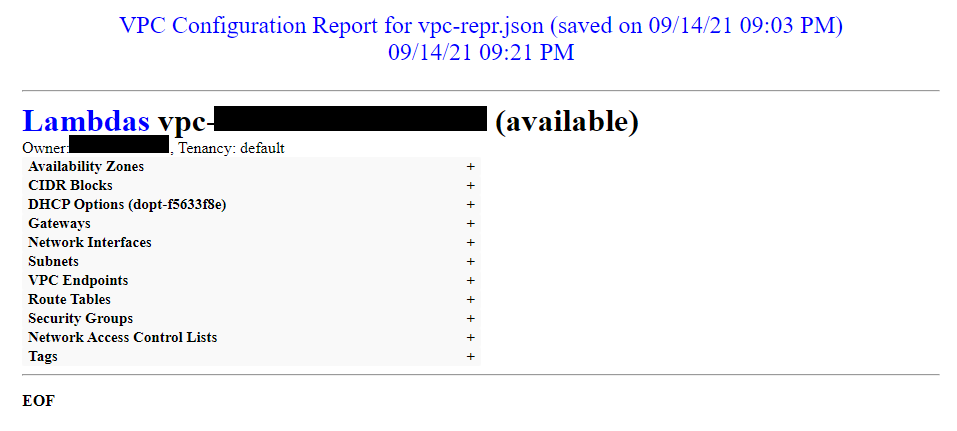 VPC Configuration Report for vpc-repr.json (saved on 09/14/21 09:03 PM)
09/14/21 09:21 PM
Lambdas vpc- (available)
Owner: , Tenancy: default
Availability Zones +
CIDR Blocks +
DHCP Options (dopt-f5633f8e) +
Gateways +
Network Interfaces +
Subnets +
VPC Endpoints +
Route Tables +
Security Groups +
Network Access Control Lists +
Tags +
EOF